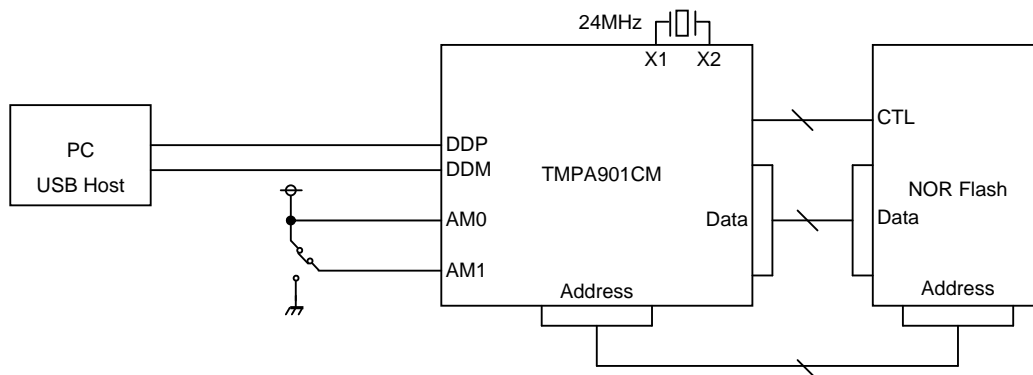 24MHz
X1 X2
PC
USB Host
DDP
DDM
AM0
AM1
TMPA901CM
Data
Address
CTL
NOR Flash
Data
Address